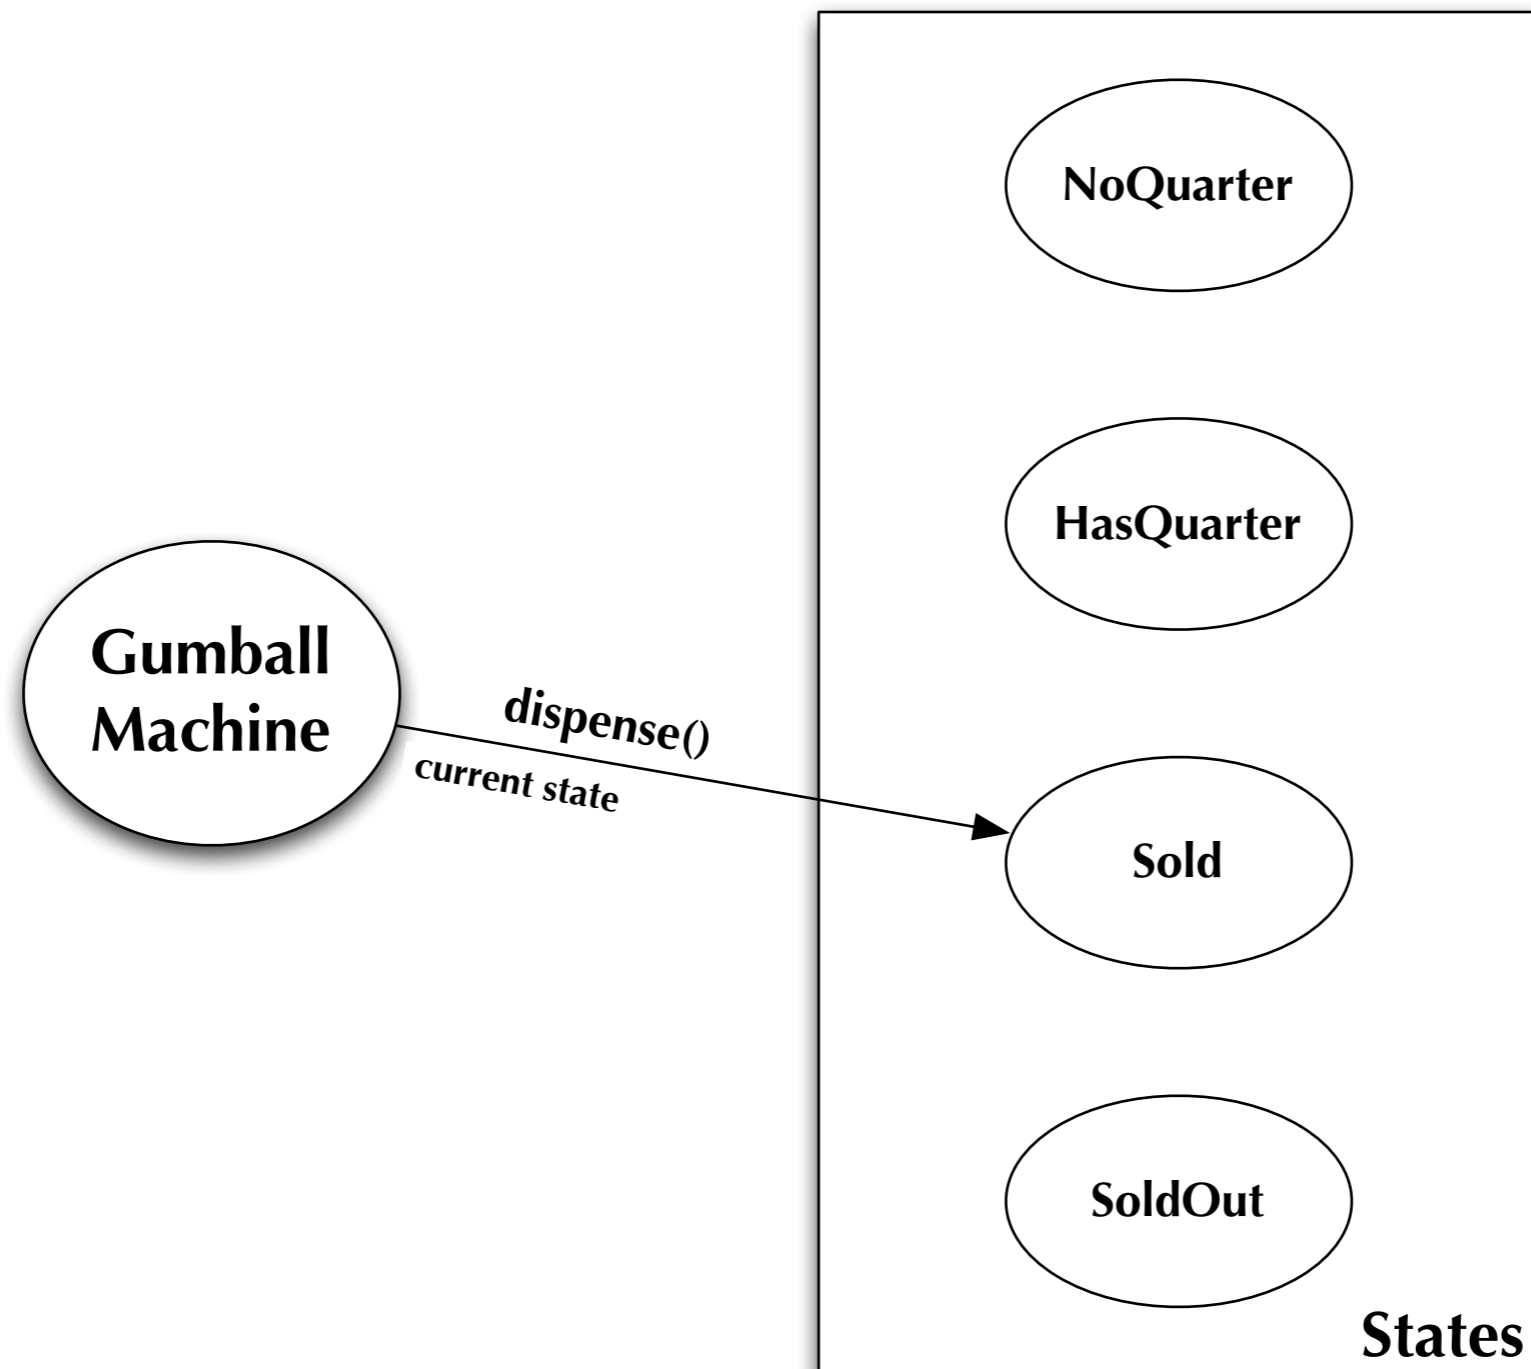 NoQuarter
HasQuarter
Gumball
Machine
dispense()
current state
Sold
SoldOut
States